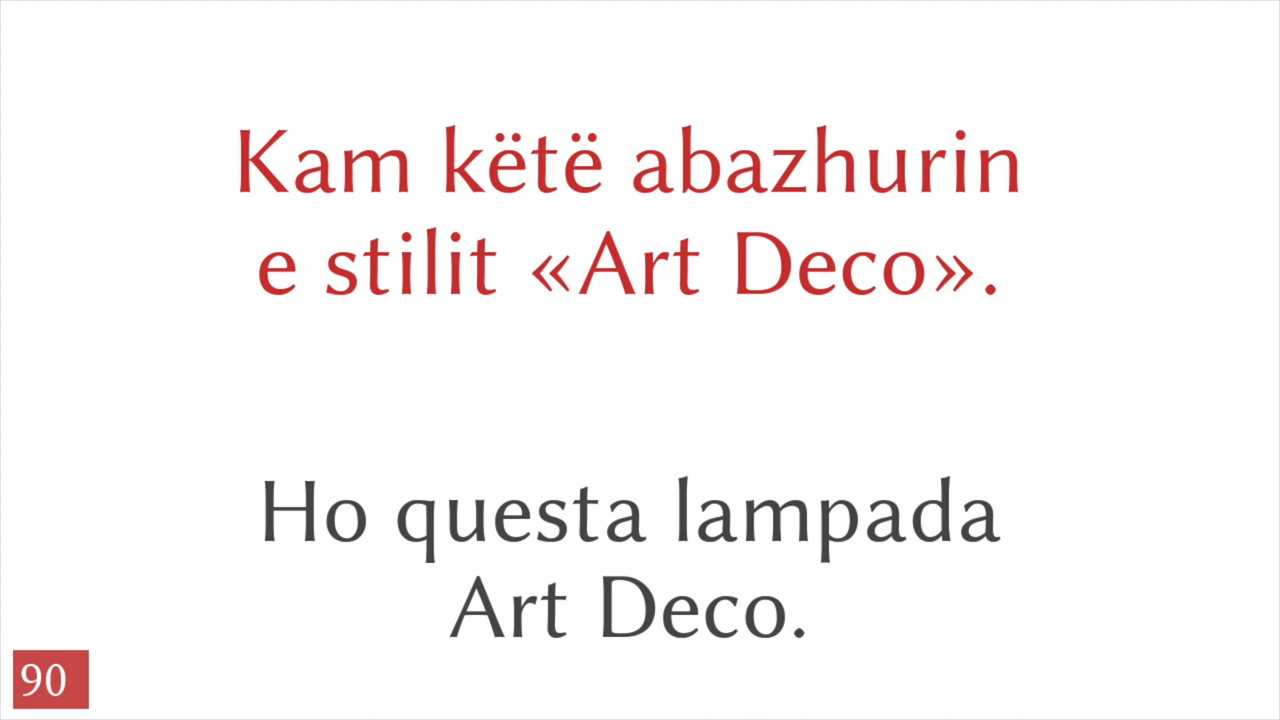 Kam këtë abazhurin
e stilit «Art Deco».
Ho questa lampada
Art Deco.
90